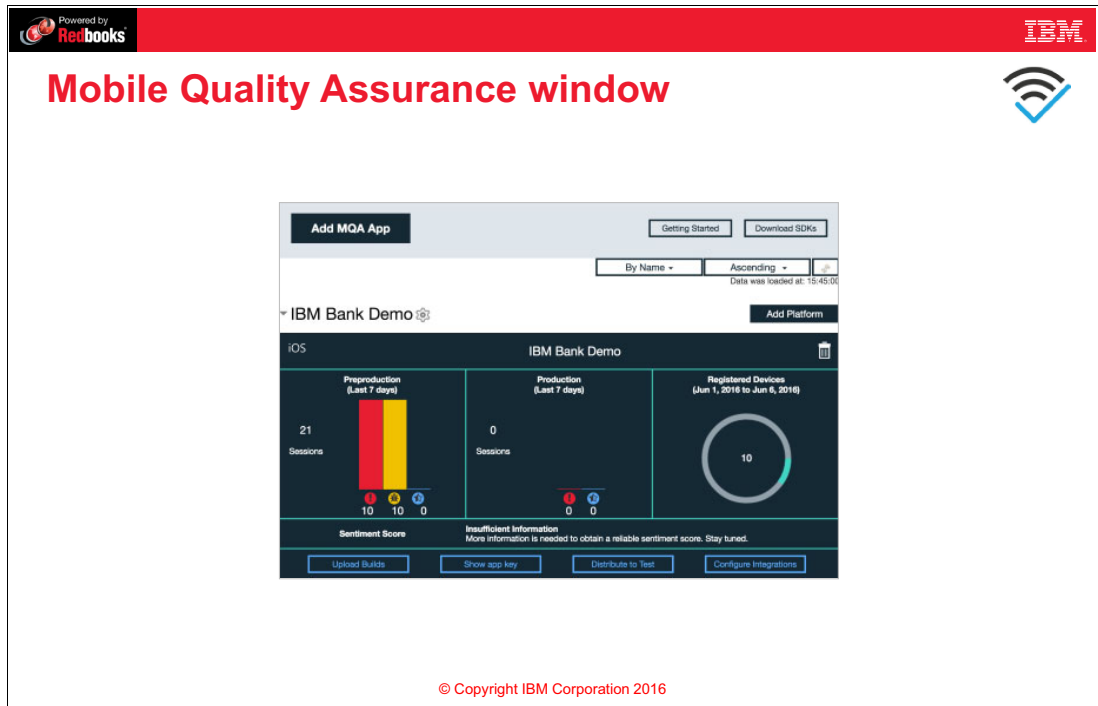 Powered by
Redbooks
IBM
Mobile Quality Assurance window
Add MQA App
Getting Started
Download SDKs
By Name
Ascending
Data was loaded at: 15:45:00
IBM Bank Demo
Add Platform
iOS
IBM Bank Demo
Preproduction
(Last 7 days)
21
Sessions
10 10 0
Production
(Last 7 days)
0
Sessions
0 0
Registered Devices
(Jun 1, 2016 to Jun 6, 2016)
10
Sentiment Score
Insufficient Information
More information is needed to obtain a reliable sentiment score. Stay tuned.
Upload Builds
Show app key
Distribute to Test
Configure Integrations
© Copyright IBM Corporation 2016